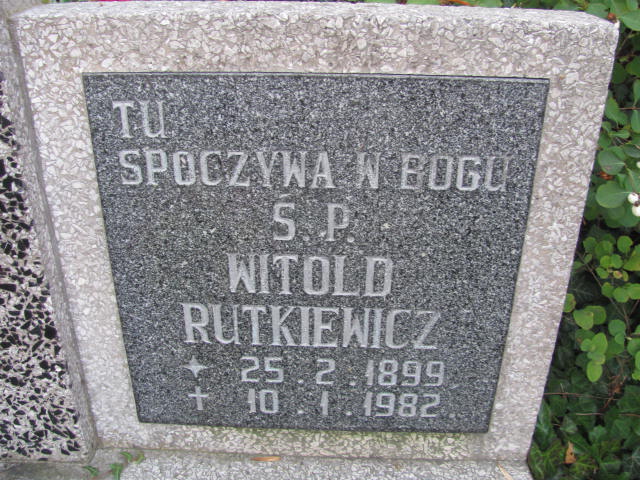 TU
SPOCZYWA W BOGU
Ś. P.
WITOLD
RUTKIEWICZ
✦ 25. 2. 1899
✝ 10. 1. 1982